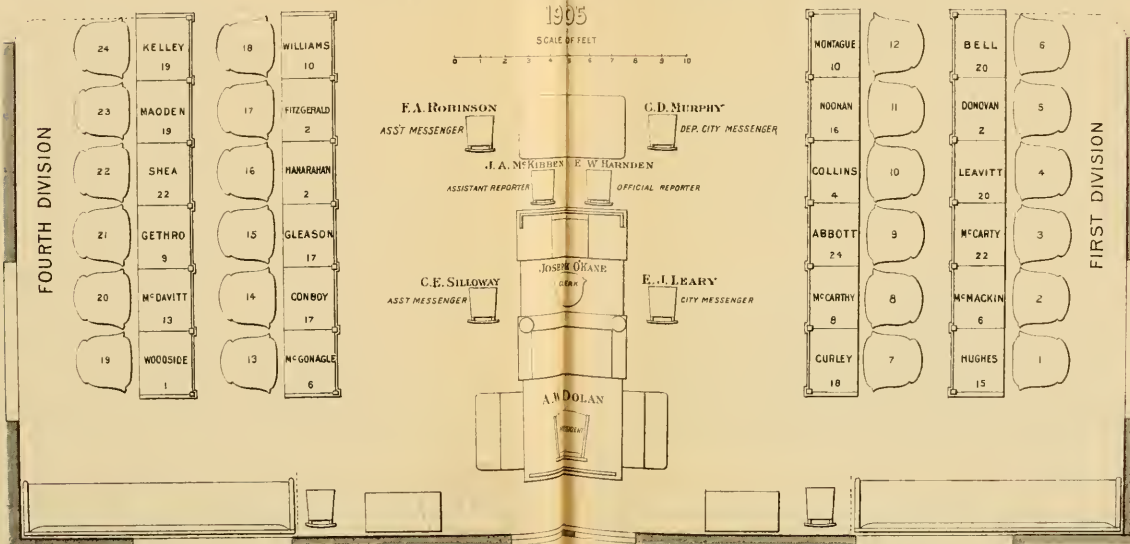 1905
SCALE OF FEET
0 1 2 3 4 5 6 7 8 9 10
FOURTH DIVISION
24 KELLEY 19
23 MADDEN 19
22 SHEA 22
21 GETHRO 9
20 McDAVITT 13
19 WOODSIDE 1
18 WILLIAMS 10
17 FITZGERALD 2
16 HANARAHAN 2
15 GLEASON 17
14 CONBOY 17
13 McGONAGLE 6
F.A. ROBINSON
ASS'T MESSENGER
C.D. MURPHY
DEP. CITY MESSENGER
J. A. McKIBBEN
ASSISTANT REPORTER
E W HARNDEN
OFFICIAL REPORTER
JOSEPH O'KANE
CLERK
C.E. SILLOWAY
ASST MESSENGER
E. J. LEARY
CITY MESSENGER
A.W. DOLAN
PRESIDENT
MONTAGUE 10 12
NOONAN 16 11
COLLINS 4 10
ABBOTT 24 9
McCARTHY 8 8
CURLEY 18 7
BELL 20 6
DONOVAN 2 5
LEAVITT 20 4
McCARTY 22 3
McMACKIN 6 2
HUGHES 15 1
FIRST DIVISION